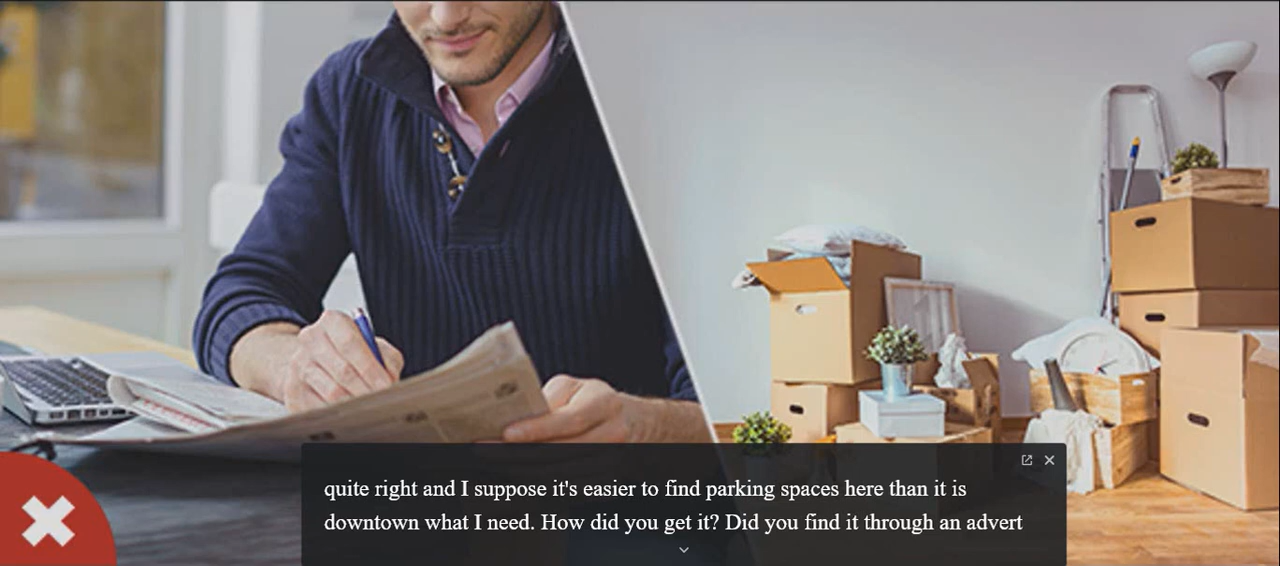 quite right and I suppose it's easier to find parking spaces here than it is
downtown what I need. How did you get it? Did you find it through an advert